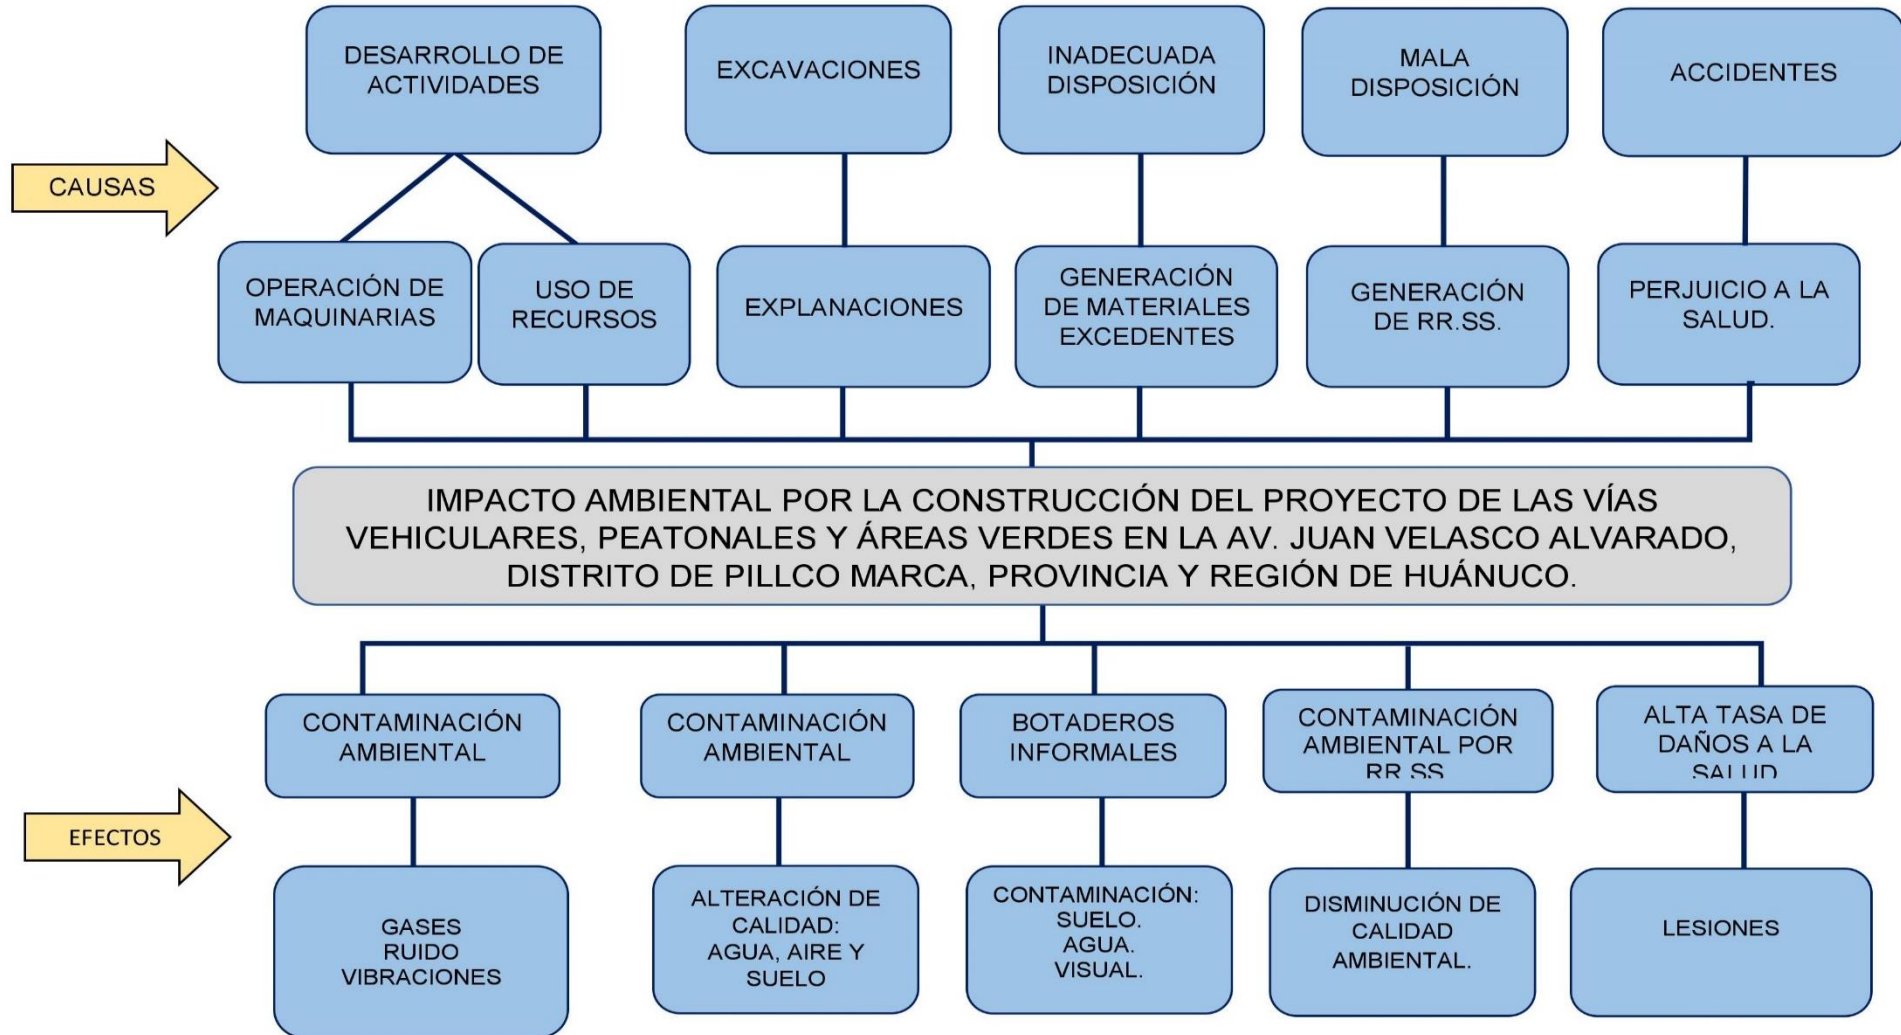 DESARROLLO DE
ACTIVIDADES
EXCAVACIONES
INADECUADA
DISPOSICIÓN
MALA
DISPOSICIÓN
ACCIDENTES
CAUSAS
OPERACIÓN DE
MAQUINARIAS
USO DE
RECURSOS
EXPLANACIONES
GENERACIÓN
DE MATERIALES
EXCEDENTES
GENERACIÓN
DE RR.SS.
PERJUICIO A LA
SALUD.
IMPACTO AMBIENTAL POR LA CONSTRUCCIÓN DEL PROYECTO DE LAS VÍAS
VEHICULARES, PEATONALES Y ÁREAS VERDES EN LA AV. JUAN VELASCO ALVARADO,
DISTRITO DE PILLCO MARCA, PROVINCIA Y REGIÓN DE HUÁNUCO.
CONTAMINACIÓN
AMBIENTAL
CONTAMINACIÓN
AMBIENTAL
BOTADEROS
INFORMALES
CONTAMINACIÓN
AMBIENTAL POR
RR.SS
ALTA TASA DE
DAÑOS A LA
SALUD
EFECTOS
GASES
RUIDO
VIBRACIONES
ALTERACIÓN DE
CALIDAD:
AGUA, AIRE Y
SUELO
CONTAMINACIÓN:
SUELO.
AGUA.
VISUAL.
DISMINUCIÓN DE
CALIDAD
AMBIENTAL.
LESIONES